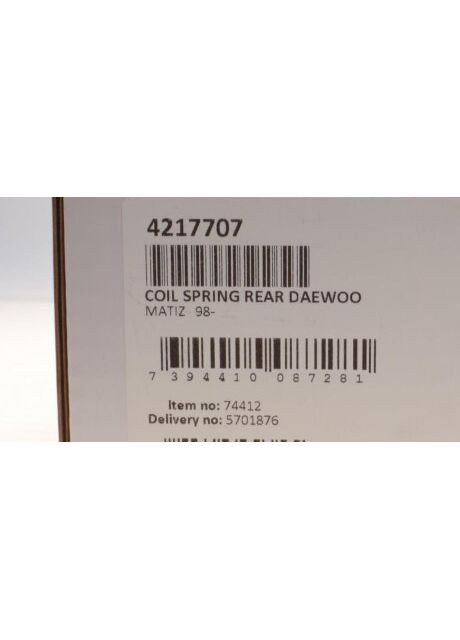 4217707
COIL SPRING REAR DAEWOO
MATIZ 98-
7 394410 087281
Item no: 74412
Delivery no: 5701876